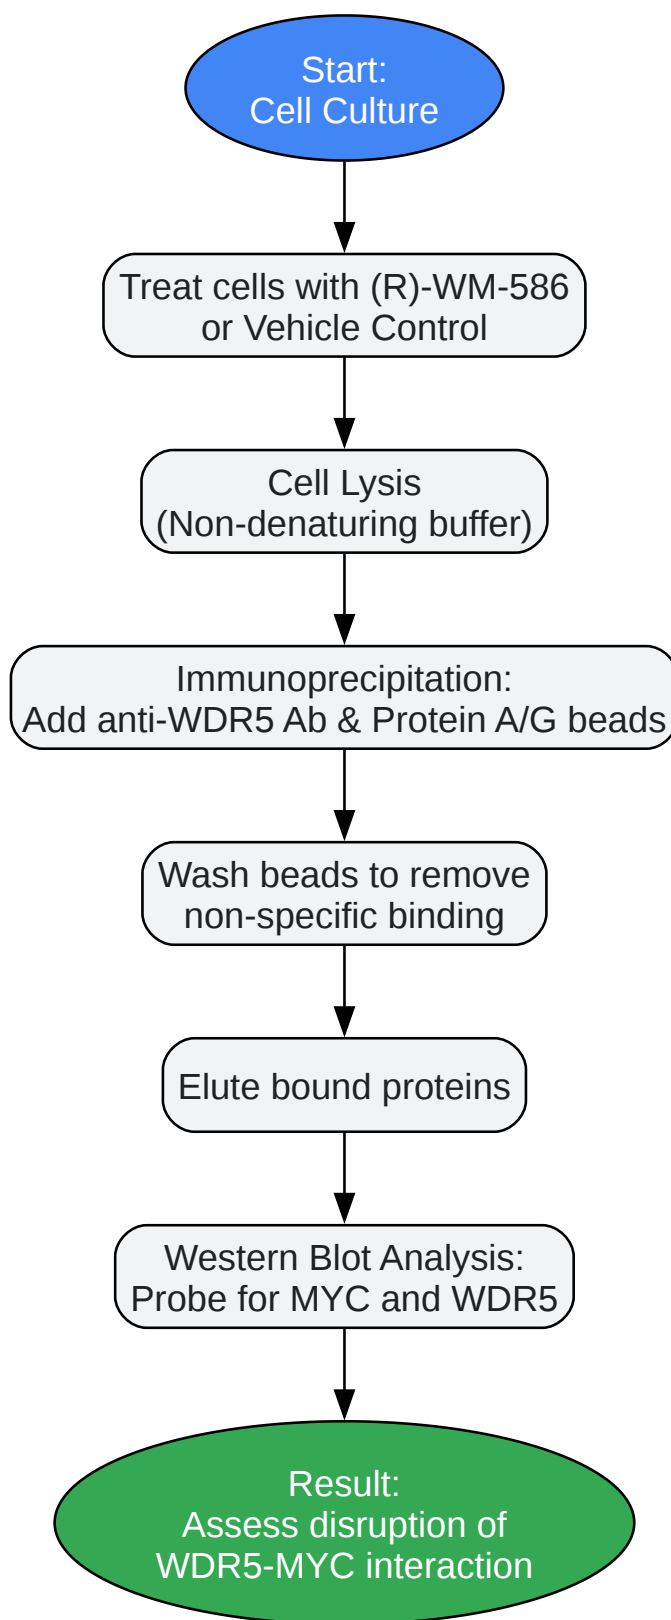 Start:
Cell Culture
Treat cells with (R)-WM-586
or Vehicle Control
Cell Lysis
(Non-denaturing buffer)
Immunoprecipitation:
Add anti-WDR5 Ab & Protein A/G beads
Wash beads to remove
non-specific binding
Elute bound proteins
Western Blot Analysis:
Probe for MYC and WDR5
Result:
Assess disruption of
WDR5-MYC interaction